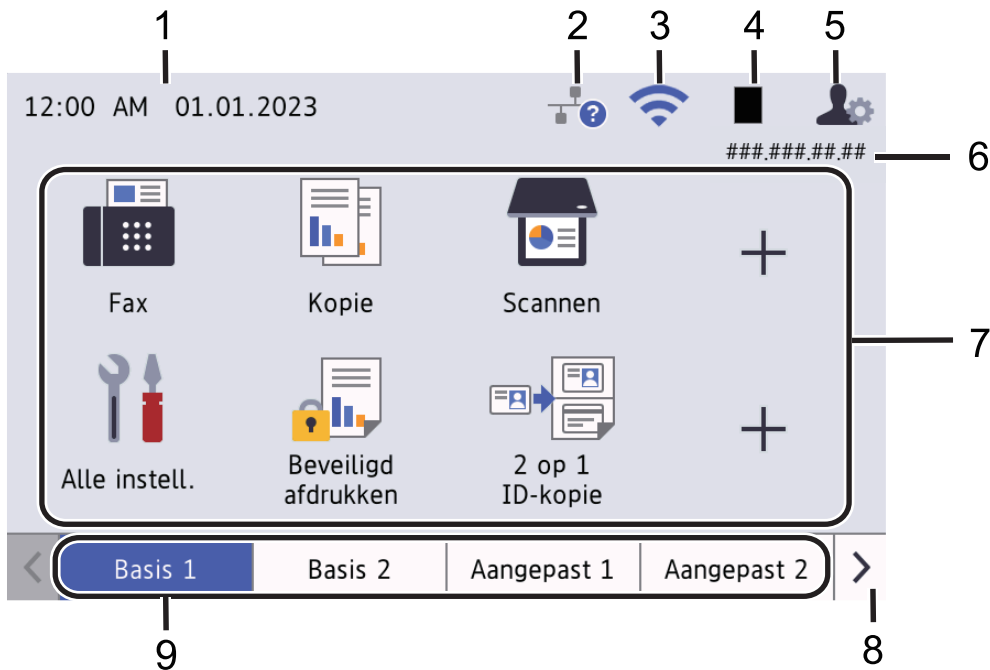 1 2 3 4 5
12:00 AM 01.01.2023
?
###.###.##.## 6
Fax Kopie Scannen
7
Alle instell. Beveiligd afdrukken 2 op 1 ID-kopie
Basis 1 Basis 2 Aangepast 1 Aangepast 2
9 8